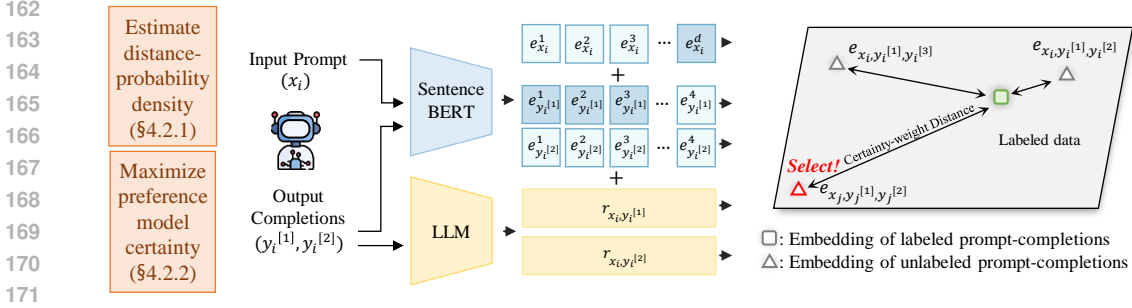 162
163
164
165
166
167
168
169
170
171
Estimate
distance-
probability
density
(§4.2.1)
Maximize
preference
model
certainty
(§4.2.2)
Input Prompt
(x_i)
Output
Completions
(y_i^[1], y_i^[2])
Sentence
BERT
LLM
e^1_{x_i} e^2_{x_i} e^3_{x_i} ... e^d_{x_i}
+
e^1_{y_i^[1]} e^2_{y_i^[1]} e^3_{y_i^[1]} ... e^4_{y_i^[1]}
e^1_{y_i^[2]} e^2_{y_i^[2]} e^3_{y_i^[2]} ... e^4_{y_i^[2]}
+
r_{x_i,y_i^[1]}
r_{x_i,y_i^[2]}
e_{x_i,y_i^[1],y_i^[3]}
e_{x_i,y_i^[1],y_i^[2]}
Certainty-weight Distance
Labeled data
Select!
e_{x_j,y_j^[1],y_j^[2]}
: Embedding of labeled prompt-completions
: Embedding of unlabeled prompt-completions